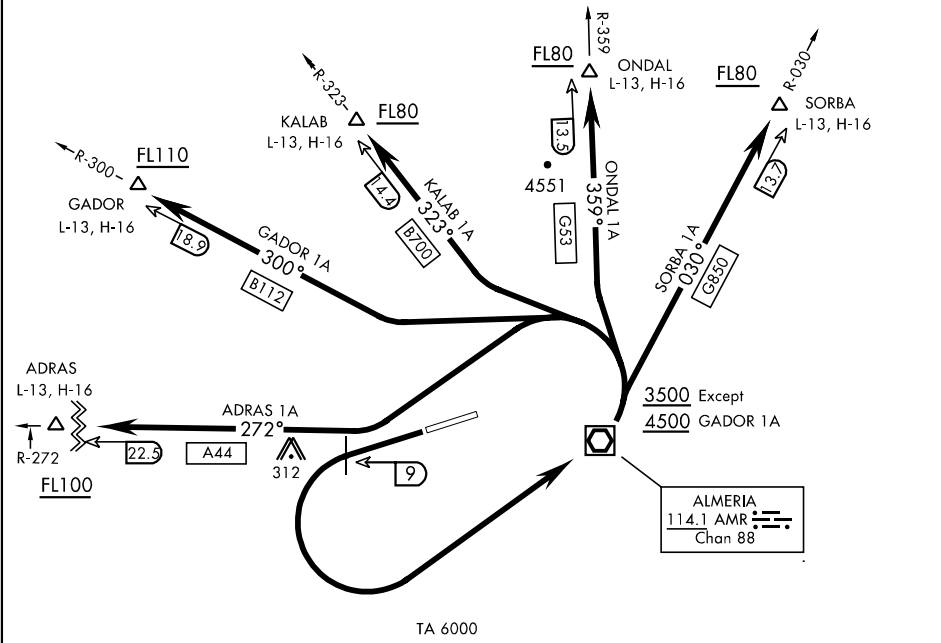 R-359
FL80
ONDAL
L-13, H-16
13.5
4551
ONDAL 1A
359°
G53
R-030
FL80
SORBA
L-13, H-16
13.7
SORBA 1A
030°
G850
R-323
FL80
KALAB
L-13, H-16
14.4
KALAB 1A
323°
B700
R-300
FL110
GADOR
L-13, H-16
18.9
GADOR 1A
300°
B112
ADRAS
L-13, H-16
R-272
FL100
22.5
ADRAS 1A
272°
A44
312
9
3500 Except
4500 GADOR 1A
ALMERIA
114.1 AMR
Chan 88
TA 6000